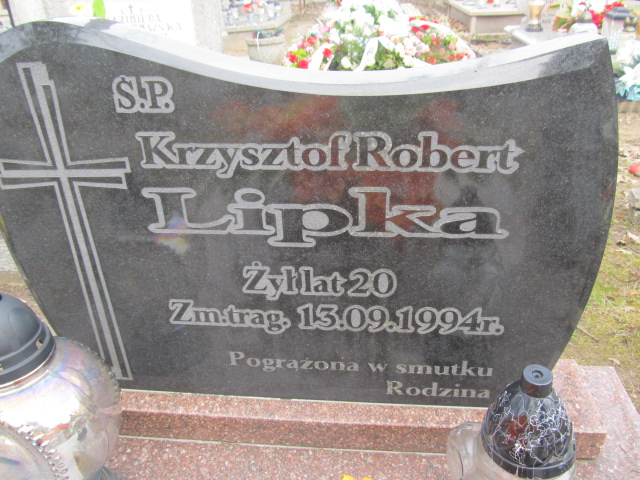 Ś.P.
Krzysztof Robert
Lipka
Żył lat 20
Zm.trag. 13.09.1994r.
Pogrążona w smutku
Rodzina